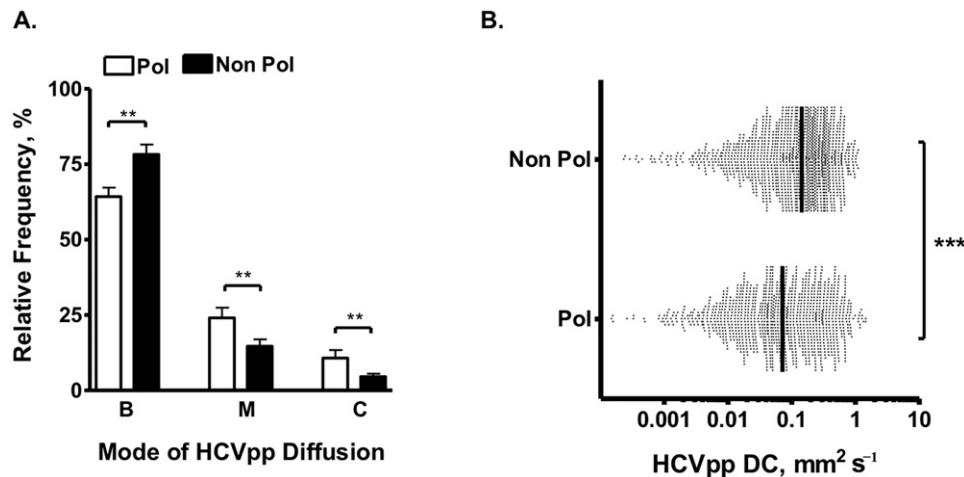 A.
Pol Non Pol
100
**
75
Relative Frequency, %
50
**
25
**
0
B M C
Mode of HCVpp Diffusion
B.
Non Pol
***
Pol
0.001 0.01 0.1 1 10
HCVpp DC, mm² s⁻¹